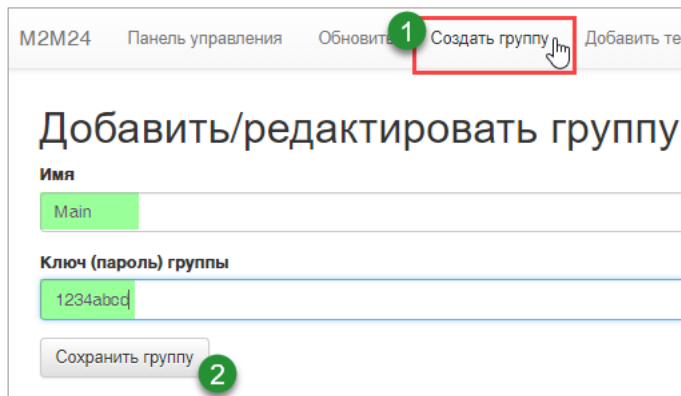 M2M24 Панель управления Обновить 1 Создать группу Добавить те
Добавить/редактировать группу
Имя
Main
Ключ (пароль) группы
1234abcd
Сохранить группу 2